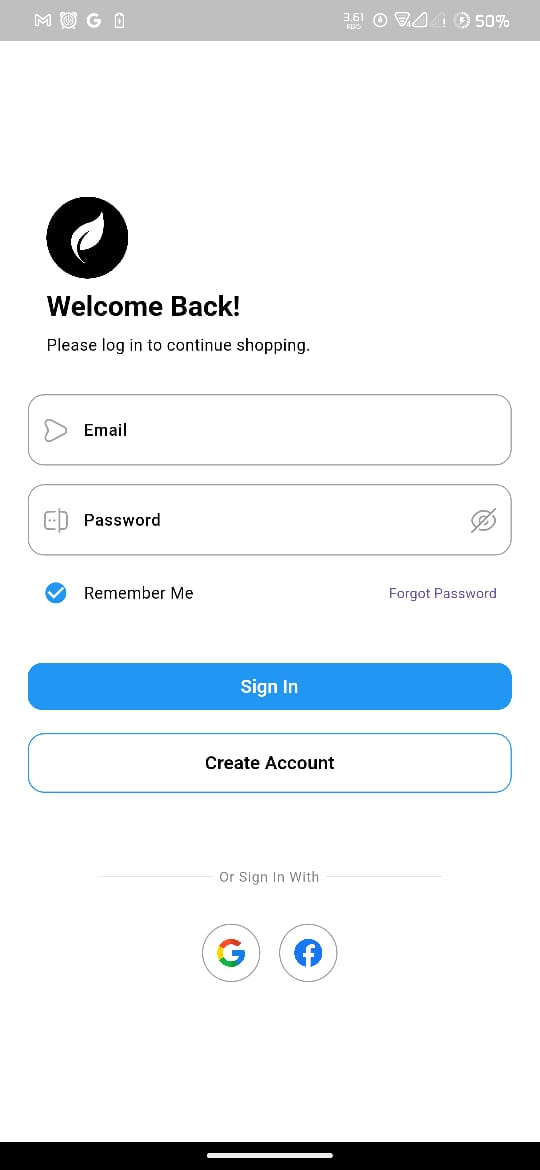 3.61
KB/S
50%
Welcome Back!
Please log in to continue shopping.
Email
Password
Remember Me
Forgot Password
Sign In
Create Account
Or Sign In With